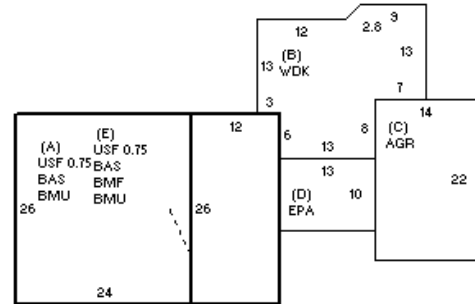 9
12
2.8
(B)
WDK
13
13
3
7
12
14
(A)
USF 0.75
BAS
BMU
(E)
USF 0.75
BAS
BMF
BMU
6
8
(C)
AGR
13
13
(D)
EPA
10
22
26
26
24